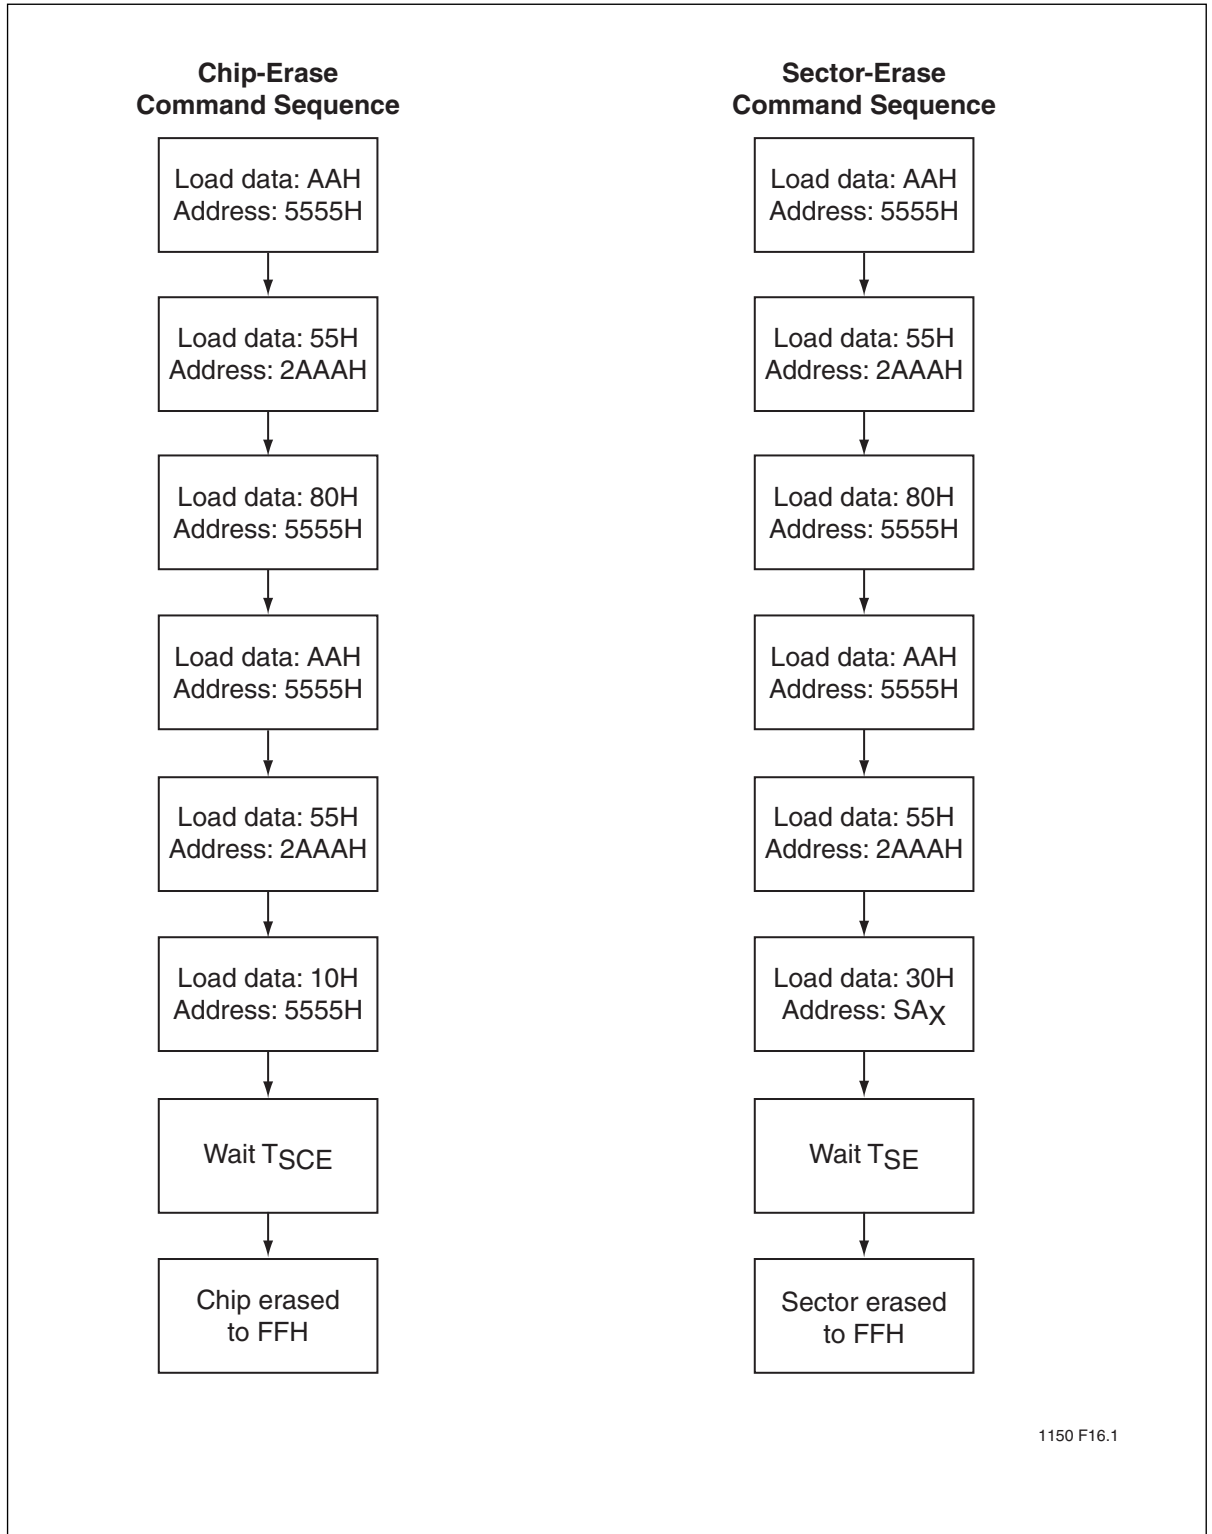 Chip-Erase
Command Sequence
Load data: AAH
Address: 5555H
Load data: 55H
Address: 2AAAH
Load data: 80H
Address: 5555H
Load data: AAH
Address: 5555H
Load data: 55H
Address: 2AAAH
Load data: 10H
Address: 5555H
Wait TSCE
Chip erased
to FFH
Sector-Erase
Command Sequence
Load data: AAH
Address: 5555H
Load data: 55H
Address: 2AAAH
Load data: 80H
Address: 5555H
Load data: AAH
Address: 5555H
Load data: 55H
Address: 2AAAH
Load data: 30H
Address: SAX
Wait TSE
Sector erased
to FFH
1150 F16.1